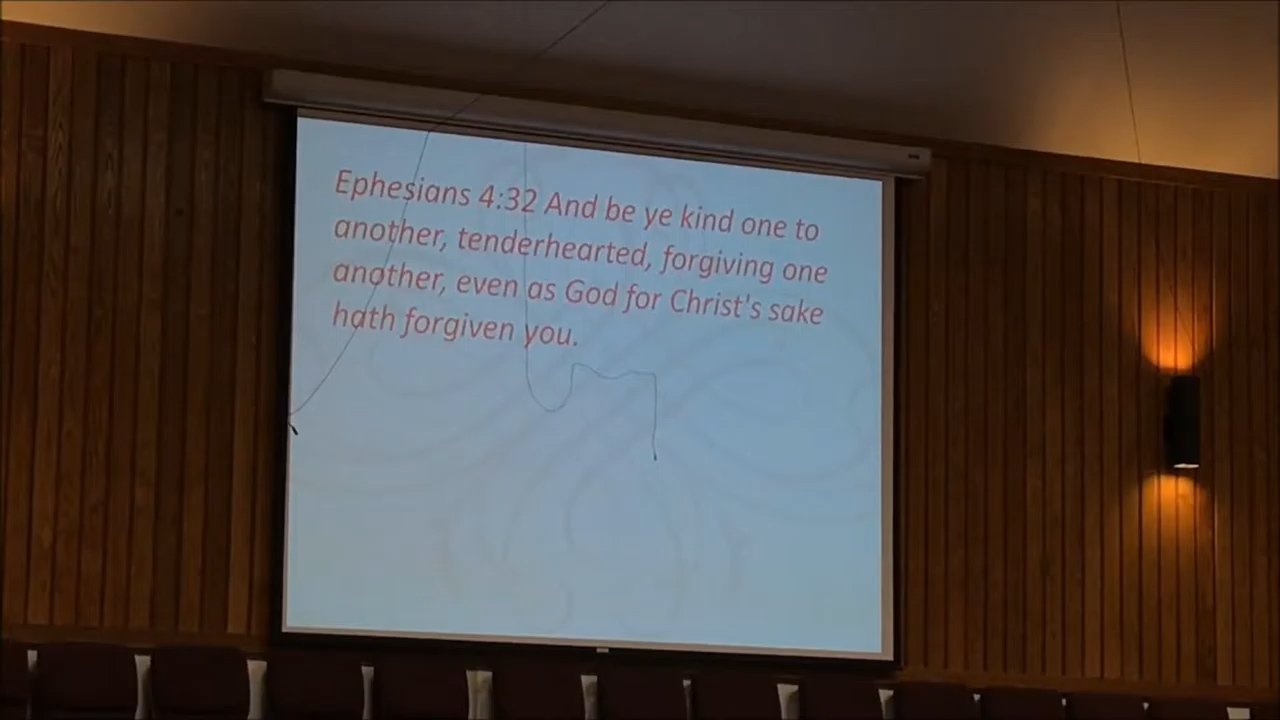 Ephesians 4:32 And be ye kind one to
another, tenderhearted, forgiving one
another, even as God for Christ's sake
hath forgiven you.